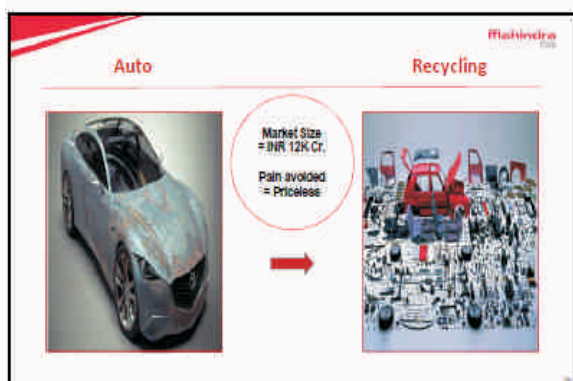 Mahindra
Auto
Recycling
Market Size
= INR 12K Cr.
Pain avoided
= Priceless